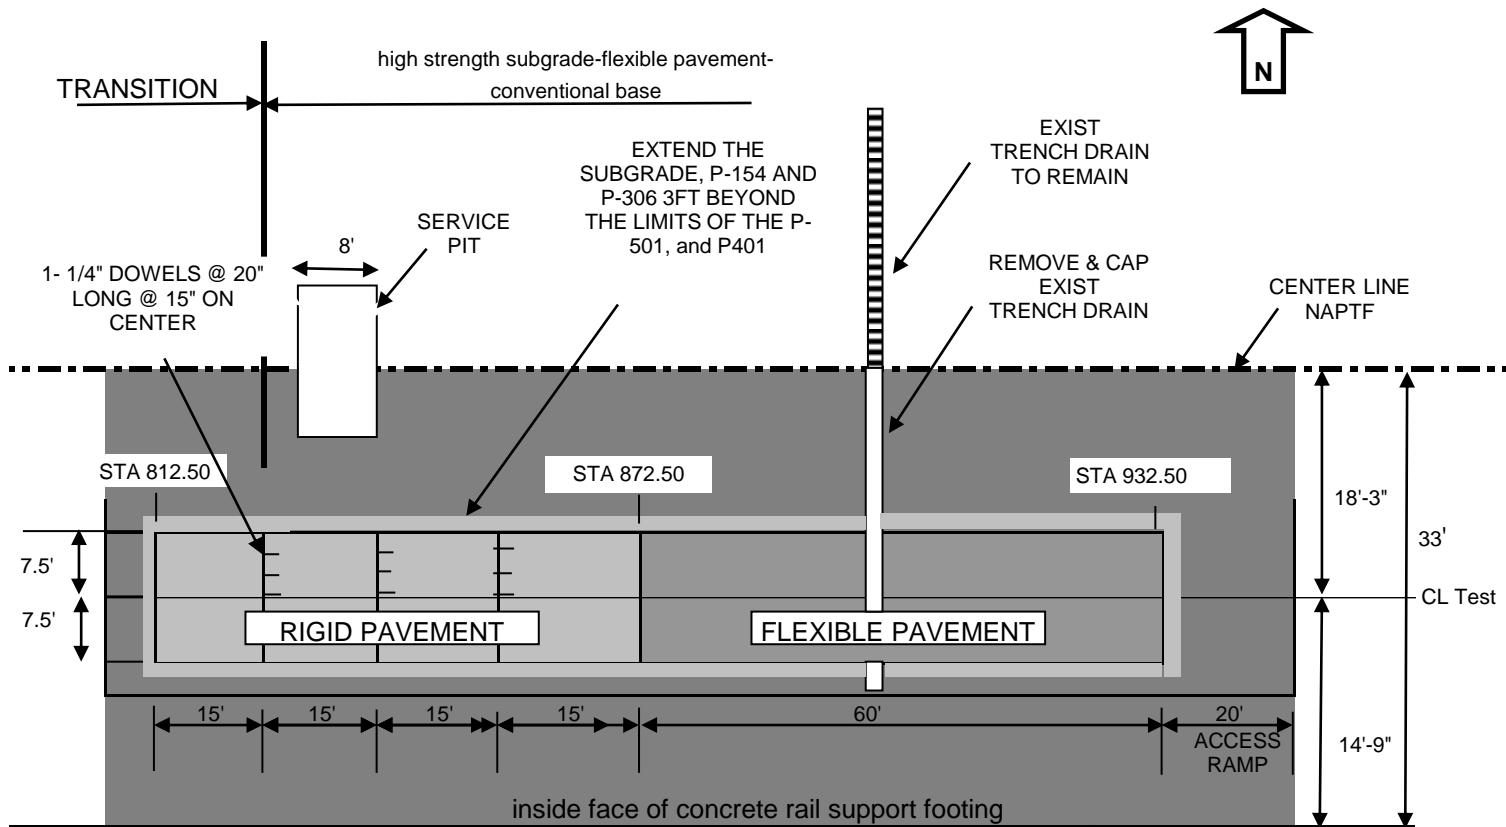 high strength subgrade-flexible pavement-
conventional base
TRANSITION
N
EXIST
TRENCH DRAIN
TO REMAIN
EXTEND THE
SUBGRADE, P-154 AND
P-306 3FT BEYOND
THE LIMITS OF THE P-
501, and P401
SERVICE
PIT
8'
1- 1/4" DOWELS @ 20"
LONG @ 15" ON
CENTER
REMOVE & CAP
EXIST
TRENCH DRAIN
CENTER LINE
NAPTF
STA 812.50
STA 872.50
STA 932.50
18'-3"
33'
7.5'
7.5'
CL Test
RIGID PAVEMENT
FLEXIBLE PAVEMENT
15'
15'
15'
15'
60'
20'
ACCESS
RAMP
14'-9"
inside face of concrete rail support footing